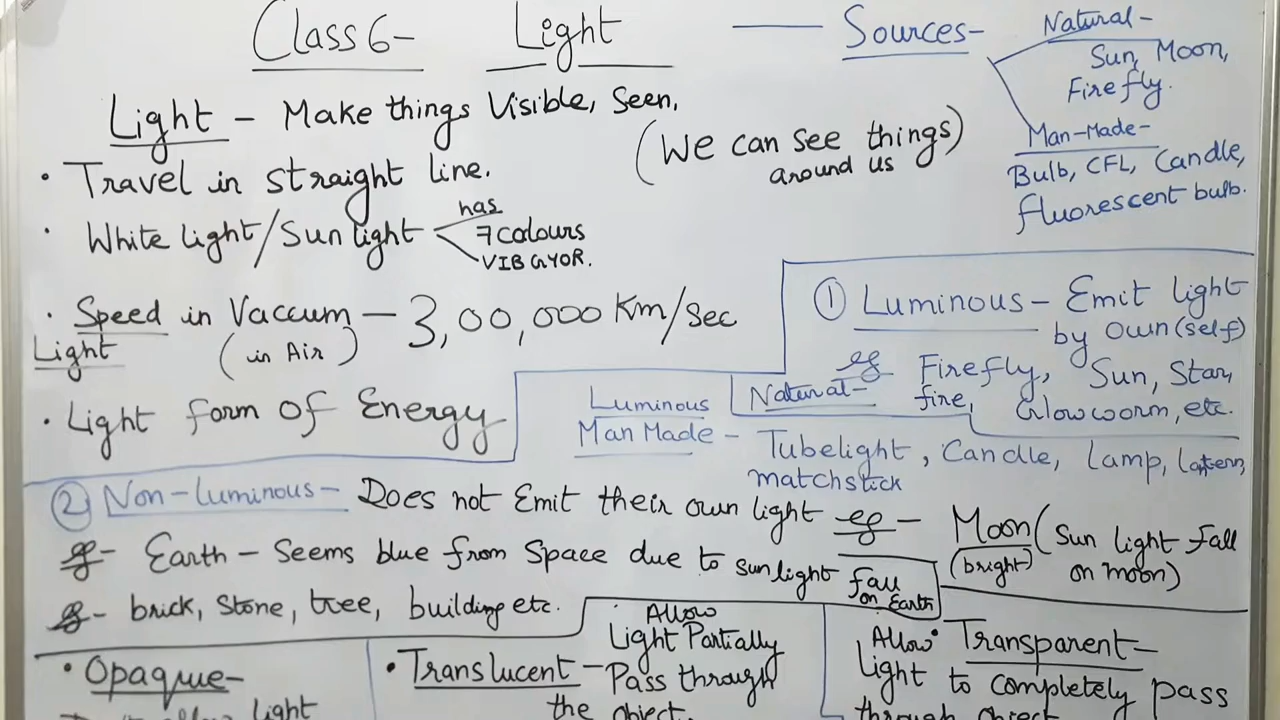 Class 6- Light — Sources-
Natural-
Sun, Moon,
Firefly.
Man-Made-
Bulb, CFL, Candle,
fluorescent bulb.
Light - Make things Visible, Seen.
(We can see things)
around us
• Travel in straight line.
• White light/Sun light has
7 colours
VIBGYOR.
• Speed in Vaccum - 3,00,000 Km/sec
Light (in Air)
• Light form of Energy
① Luminous - Emit light
by own (self)
eg Firefly, Sun, Star,
Natural- fire, Glowworm, etc.
Luminous
Man Made - Tubelight, Candle, lamp, latern,
matchstick
② Non-Luminous- Does not Emit their own light eg - Moon (Sun light fall
(bright) on moon)
eg- Earth - Seems blue from Space due to sunlight fall
on Earth
eg- brick, Stone, tree, building etc.
• Opaque-
light
• Translucent - Allow
Light Partially
Pass through
the object.
Allow • Transparent-
Light to completely pass
through object